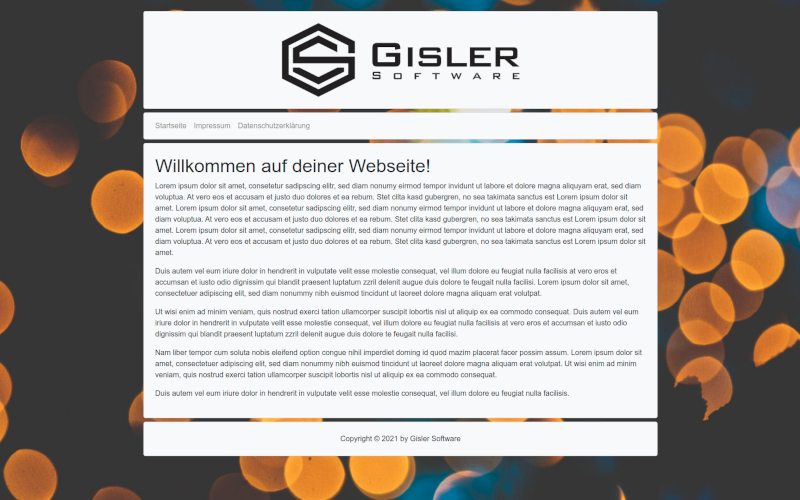 GISLER
SOFTWARE
Startseite Impressum Datenschutzerklärung
Willkommen auf deiner Webseite!
Lorem ipsum dolor sit amet, consetetur sadipscing elitr, sed diam nonumy eirmod tempor invidunt ut labore et dolore magna aliquyam erat, sed diam
voluptua. At vero eos et accusam et justo duo dolores et ea rebum. Stet clita kasd gubergren, no sea takimata sanctus est Lorem ipsum dolor sit
amet. Lorem ipsum dolor sit amet, consetetur sadipscing elitr, sed diam nonumy eirmod tempor invidunt ut labore et dolore magna aliquyam erat, sed
diam voluptua. At vero eos et accusam et justo duo dolores et ea rebum. Stet clita kasd gubergren, no sea takimata sanctus est Lorem ipsum dolor sit
amet. Lorem ipsum dolor sit amet, consetetur sadipscing elitr, sed diam nonumy eirmod tempor invidunt ut labore et dolore magna aliquyam erat, sed
diam voluptua. At vero eos et accusam et justo duo dolores et ea rebum. Stet clita kasd gubergren, no sea takimata sanctus est Lorem ipsum dolor sit
amet.
Duis autem vel eum iriure dolor in hendrerit in vulputate velit esse molestie consequat, vel illum dolore eu feugiat nulla facilisis at vero eros et
accumsan et iusto odio dignissim qui blandit praesent luptatum zzril delenit augue duis dolore te feugait nulla facilisi. Lorem ipsum dolor sit amet,
consectetuer adipiscing elit, sed diam nonummy nibh euismod tincidunt ut laoreet dolore magna aliquam erat volutpat.
Ut wisi enim ad minim veniam, quis nostrud exerci tation ullamcorper suscipit lobortis nisl ut aliquip ex ea commodo consequat. Duis autem vel eum
iriure dolor in hendrerit in vulputate velit esse molestie consequat, vel illum dolore eu feugiat nulla facilisis at vero eros et accumsan et iusto odio
dignissim qui blandit praesent luptatum zzril delenit augue duis dolore te feugait nulla facilisi.
Nam liber tempor cum soluta nobis eleifend option congue nihil imperdiet doming id quod mazim placerat facer possim assum. Lorem ipsum dolor sit
amet, consectetuer adipiscing elit, sed diam nonummy nibh euismod tincidunt ut laoreet dolore magna aliquam erat volutpat. Ut wisi enim ad minim
veniam, quis nostrud exerci tation ullamcorper suscipit lobortis nisl ut aliquip ex ea commodo consequat.
Duis autem vel eum iriure dolor in hendrerit in vulputate velit esse molestie consequat, vel illum dolore eu feugiat nulla facilisis.
Copyright © 2021 by Gisler Software